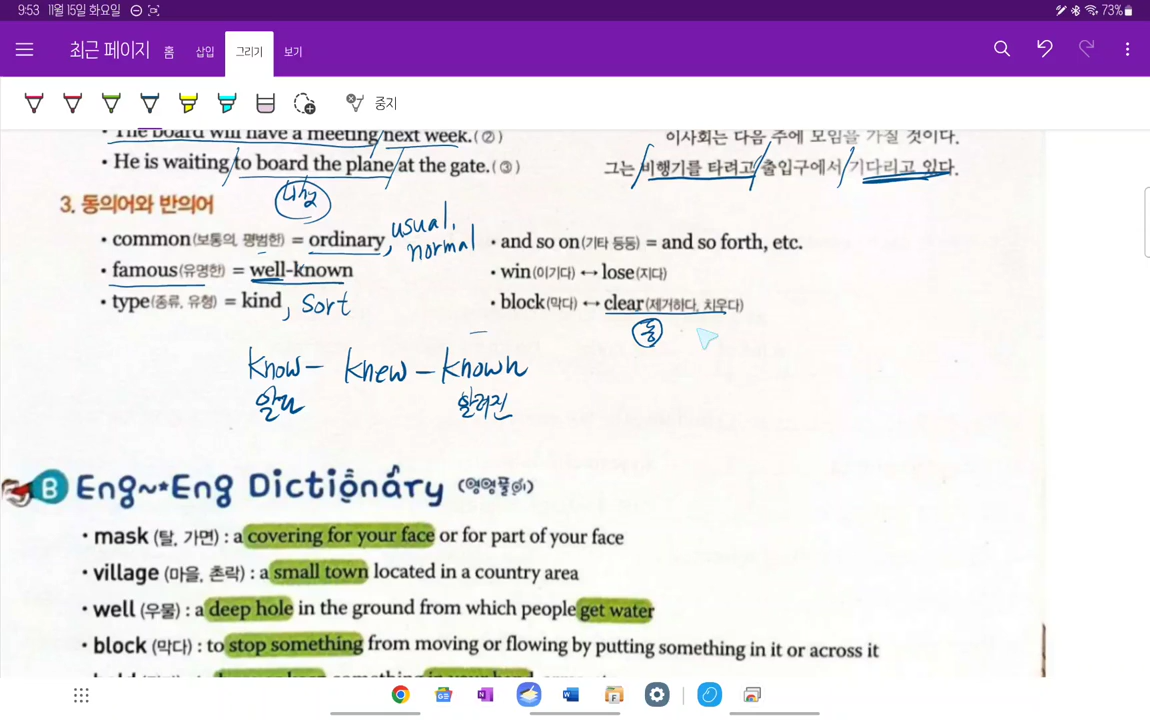 9:53 11월 15일 화요일 73%
최근 페이지 홈 삽입 그리기 보기
중지
· The board will have a meeting/next week.(②) 이사회는 다음 주에 모임을 가질 것이다.
· He is waiting/to board the plane/at the gate.(③) 그는/비행기를 타려고/출입구에서/기다리고 있다.
3. 동의어와 반의어
· common(보통의, 평범한) = ordinary, usual, normal
· famous(유명한) = well-known
· type(종류, 유형) = kind, sort
· and so on(기타 등등) = and so forth, etc.
· win(이기다) ↔ lose(지다)
· block(막다) ↔ clear(제거하다, 치우다)
동
know - knew - known
알다 알려진
B Eng~*Eng Dictionary (영영풀이)
· mask (탈, 가면) : a covering for your face or for part of your face
· village (마을, 촌락) : a small town located in a country area
· well (우물) : a deep hole in the ground from which people get water
· block (막다) : to stop something from moving or flowing by putting something in it or across it